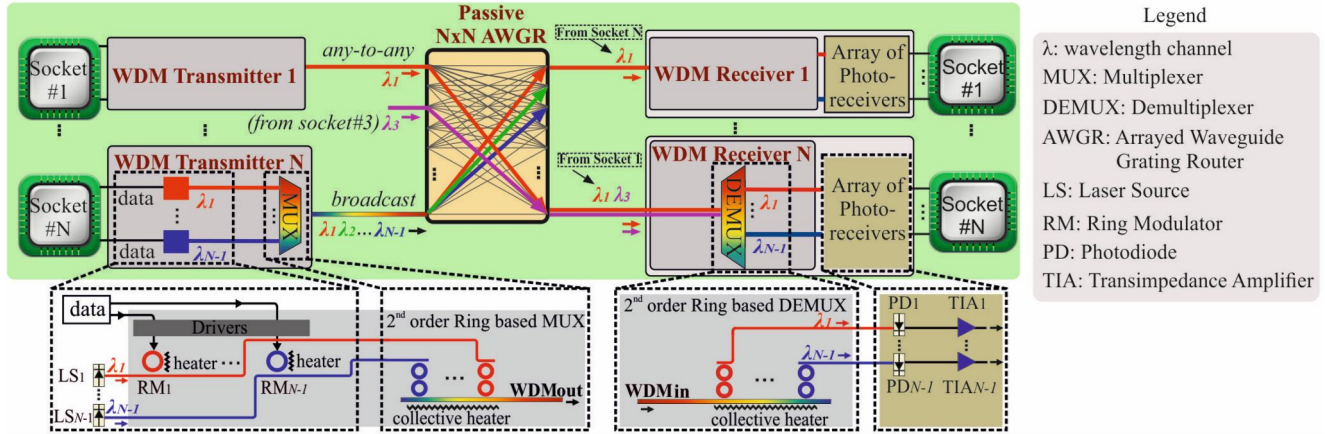 Passive
NxN AWGR
Socket
#1
WDM Transmitter 1
any-to-any
λ1
(from socket#3) λ3
From Socket N
λ1
WDM Receiver 1
Array of
Photo-
receivers
Socket
#1
Socket
#N
WDM Transmitter N
data
λ1
data
λN-1
MUX
broadcast
λ1 λ2... λN-1
From Socket 1
λ1 λ3
WDM Receiver N
DEMUX
λ1
λN-1
Array of
Photo-
receivers
Socket
#N
data
Drivers
heater
heater
RM1
RMN-1
LS1
λ1
LSN-1
λN-1
2nd order Ring based MUX
WDMout
collective heater
2nd order Ring based DEMUX
λ1
λN-1
WDMin
collective heater
PD1
TIA1
PDN-1
TIAN-1
Legend
λ: wavelength channel
MUX: Multiplexer
DEMUX: Demultiplexer
AWGR: Arrayed Waveguide
Grating Router
LS: Laser Source
RM: Ring Modulator
PD: Photodiode
TIA: Transimpedance Amplifier